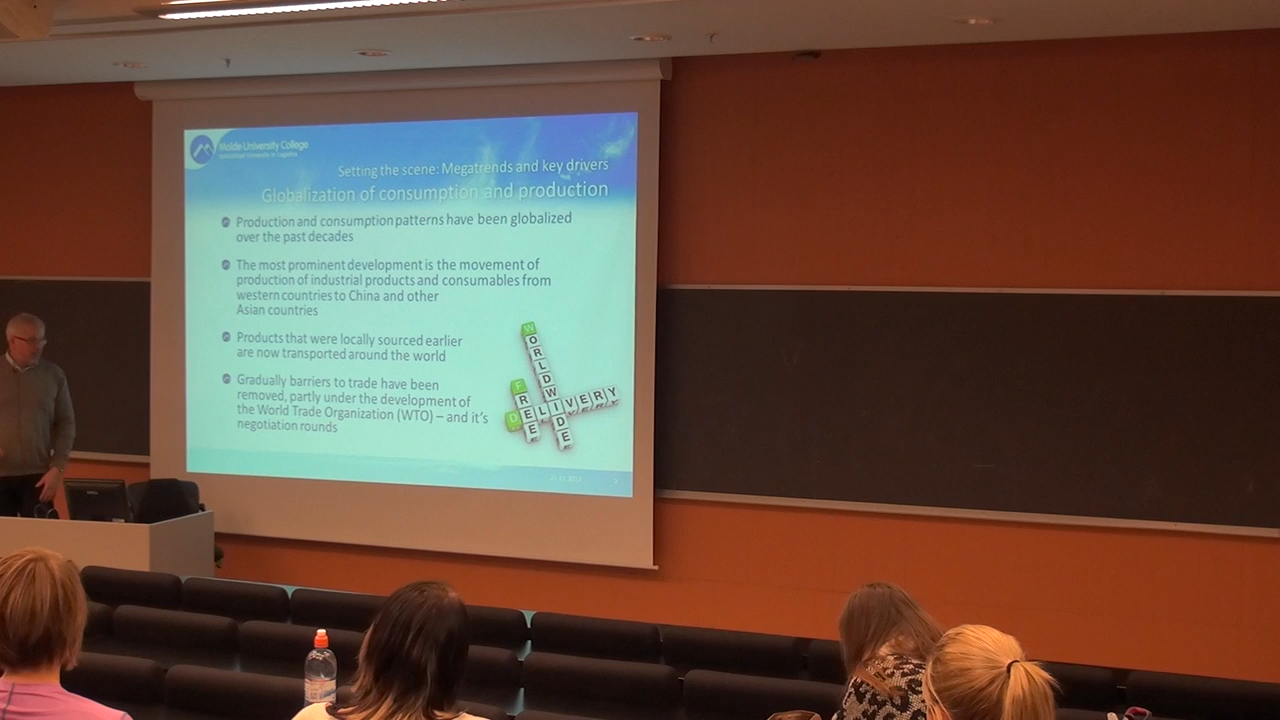 Molde University College
Specialized University in Logistics
Setting the scene: Megatrends and key drivers
Globalization of consumption and production
Production and consumption patterns have been globalized
over the past decades
The most prominent development is the movement of
production of industrial products and consumables from
western countries to China and other
Asian countries
Products that were locally sourced earlier
are now transported around the world
Gradually barriers to trade have been
removed, partly under the development of
the World Trade Organization (WTO) – and it's
negotiation rounds
WORLDWIDE
FREE
DELIVERY